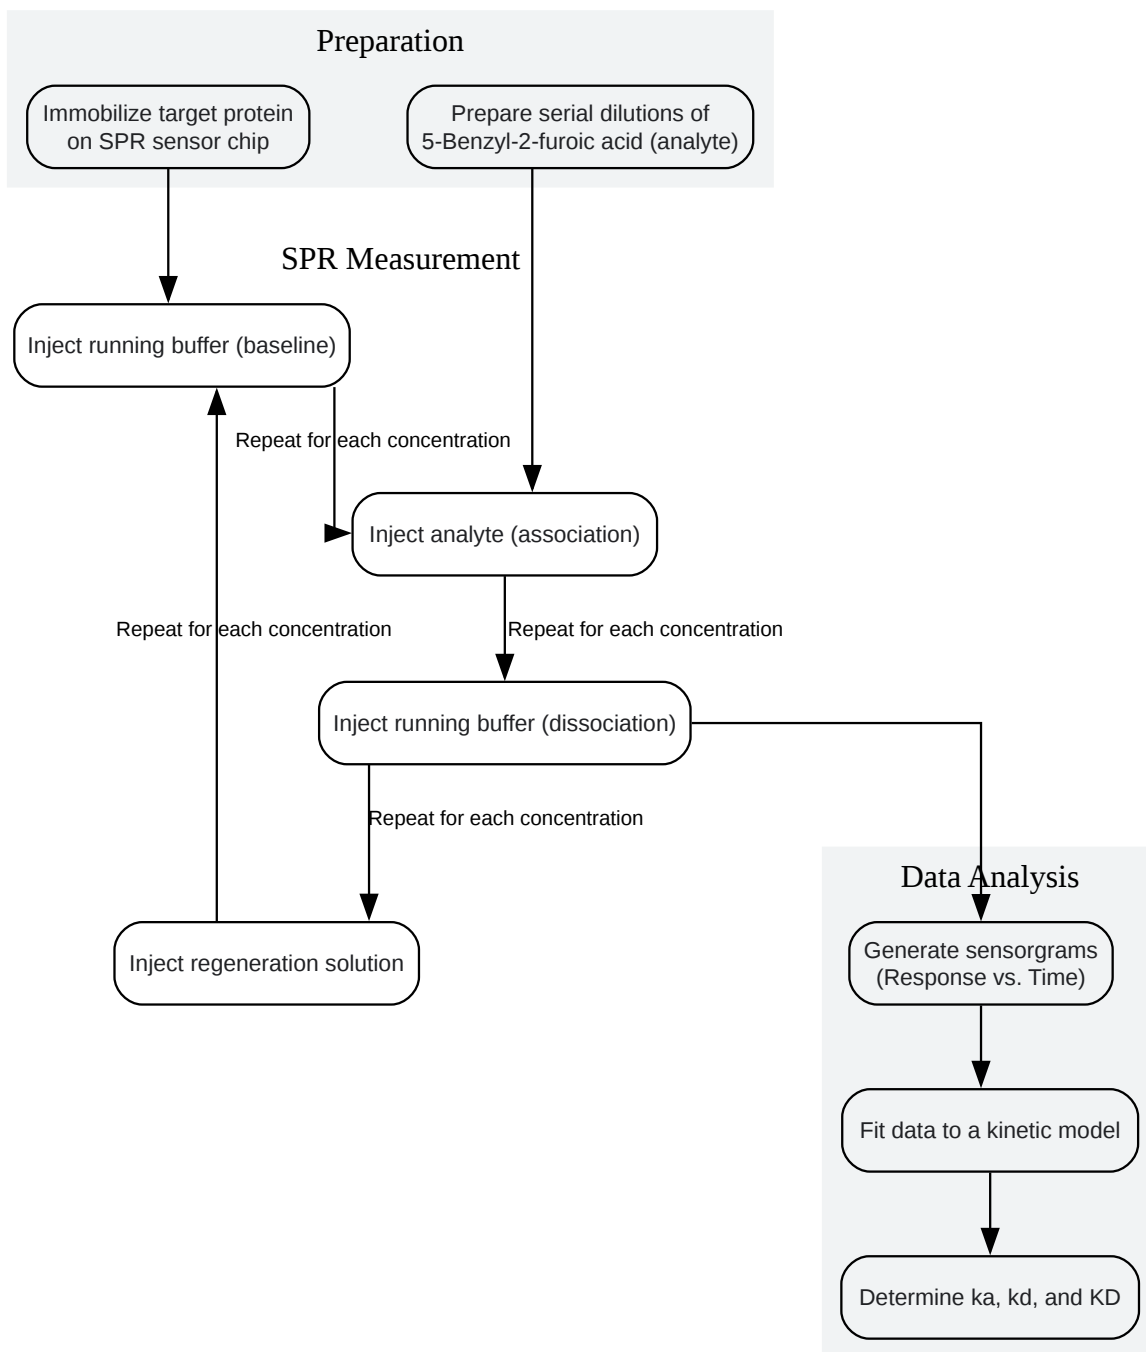 Preparation
Immobilize target protein
on SPR sensor chip
Prepare serial dilutions of
5-Benzyl-2-furoic acid (analyte)
SPR Measurement
Inject running buffer (baseline)
Repeat for each concentration
Inject analyte (association)
Repeat for each concentration
Repeat for each concentration
Inject running buffer (dissociation)
Repeat for each concentration
Data Analysis
Inject regeneration solution
Generate sensorgrams
(Response vs. Time)
Fit data to a kinetic model
Determine ka, kd, and KD